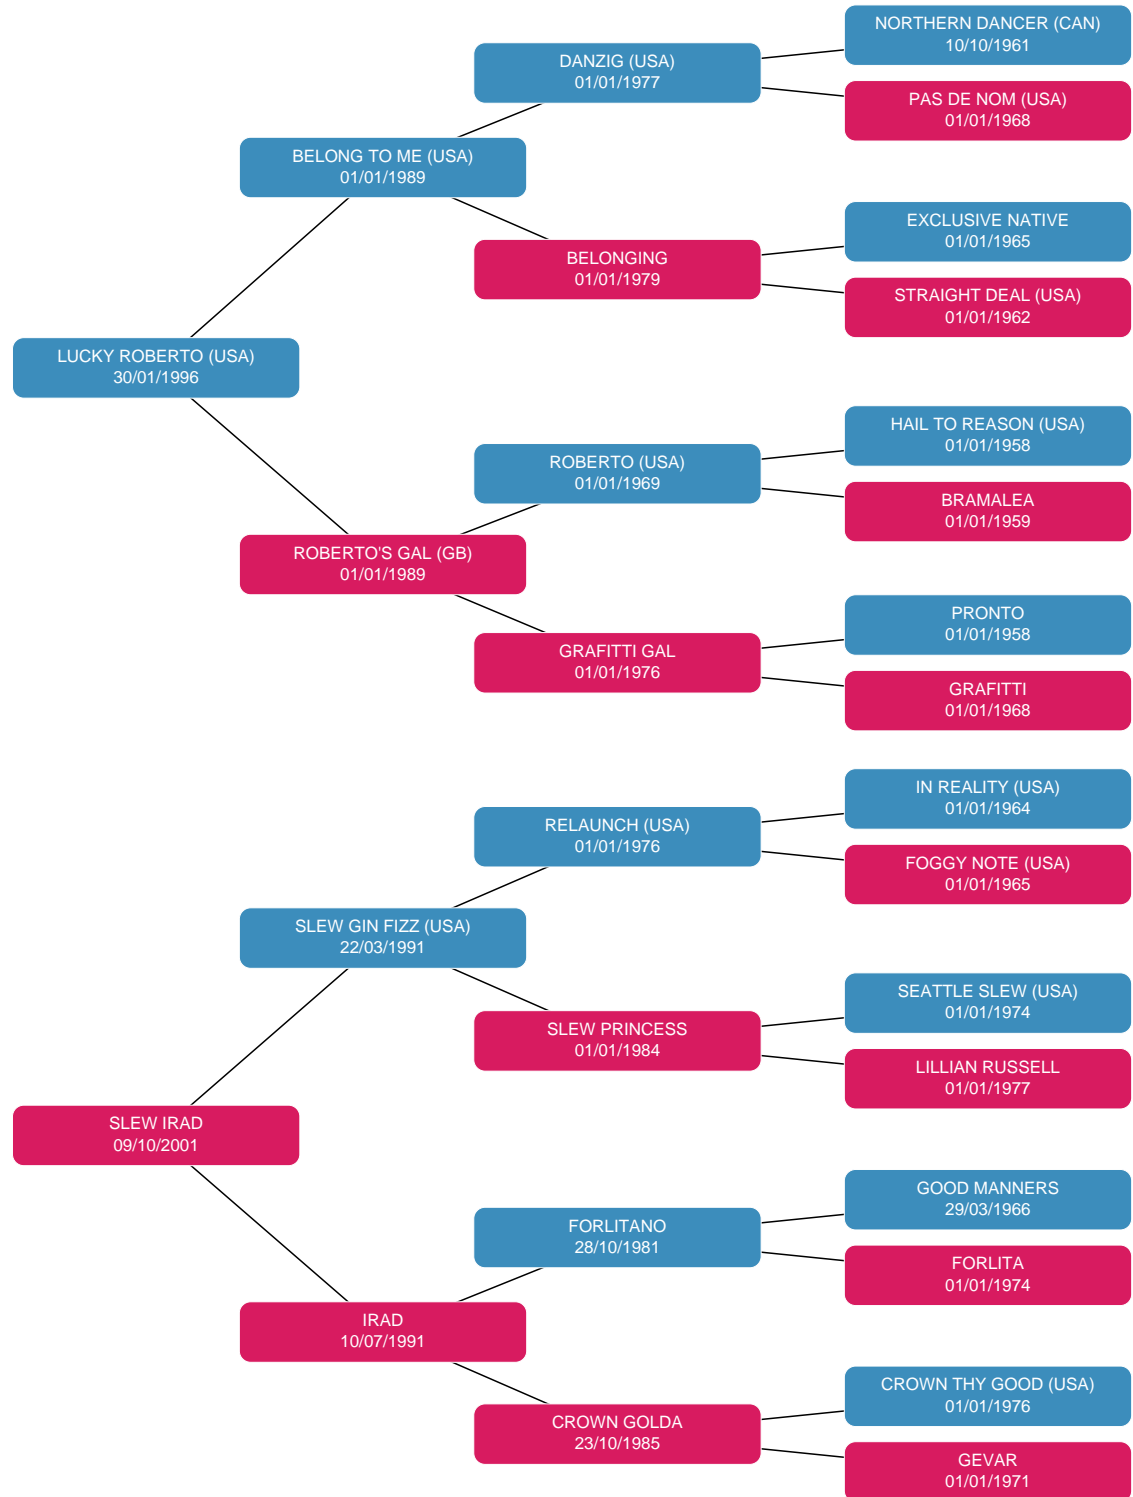 NORTHERN DANCER (CAN)
10/10/1961
DANZIG (USA)
01/01/1977
PAS DE NOM (USA)
01/01/1968
BELONG TO ME (USA)
01/01/1989
EXCLUSIVE NATIVE
01/01/1965
BELONGING
01/01/1979
STRAIGHT DEAL (USA)
01/01/1962
LUCKY ROBERTO (USA)
30/01/1996
HAIL TO REASON (USA)
01/01/1958
ROBERTO (USA)
01/01/1969
BRAMALEA
01/01/1959
ROBERTO'S GAL (GB)
01/01/1989
PRONTO
01/01/1958
GRAFITTI GAL
01/01/1976
GRAFITTI
01/01/1968
IN REALITY (USA)
01/01/1964
RELAUNCH (USA)
01/01/1976
FOGGY NOTE (USA)
01/01/1965
SLEW GIN FIZZ (USA)
22/03/1991
SEATTLE SLEW (USA)
01/01/1974
SLEW PRINCESS
01/01/1984
LILLIAN RUSSELL
01/01/1977
SLEW IRAD
09/10/2001
GOOD MANNERS
29/03/1966
FORLITANO
28/10/1981
FORLITA
01/01/1974
IRAD
10/07/1991
CROWN THY GOOD (USA)
01/01/1976
CROWN GOLDA
23/10/1985
GEVAR
01/01/1971